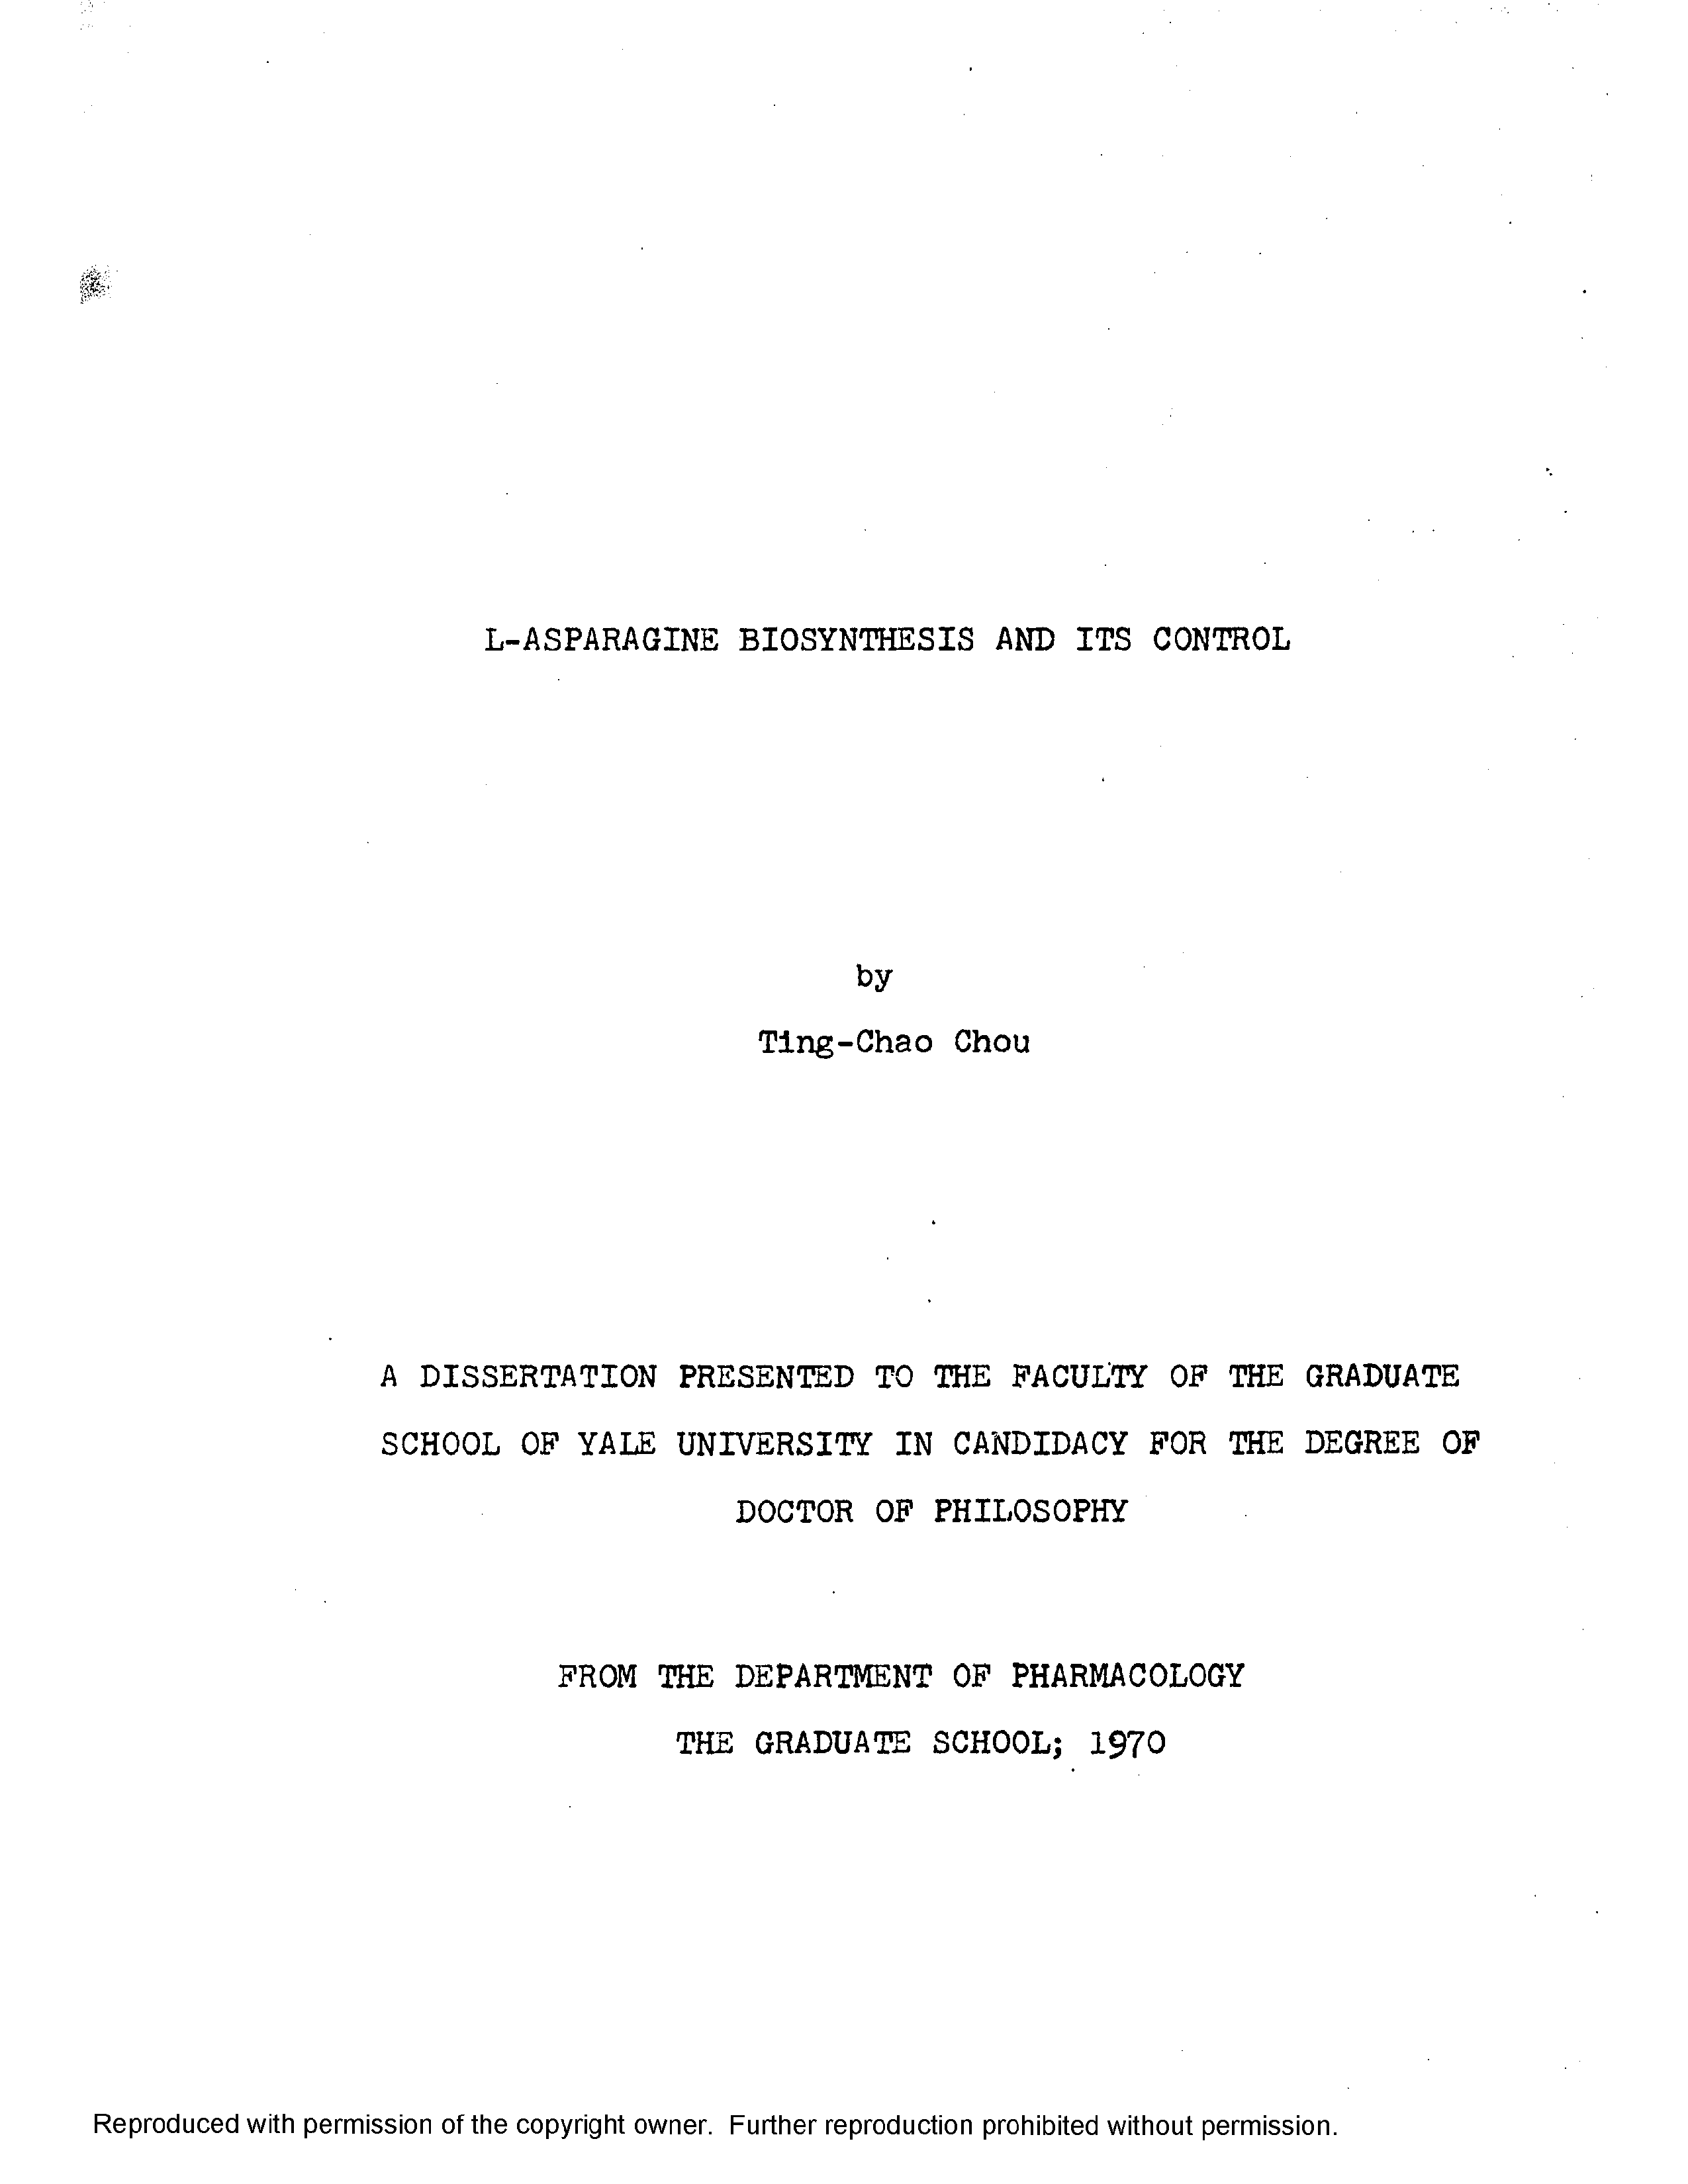 L-ASPARAGINE BIOSYNTHESIS AND ITS CONTROL
by
Ting-Chao Chou
A DISSERTATION PRESENTED TO THE FACULTY OF THE GRADUATE
SCHOOL OF YALE UNIVERSITY IN CANDIDACY FOR THE DEGREE OF
DOCTOR OF PHILOSOPHY
FROM THE DEPARTMENT OF PHARMACOLOGY
THE GRADUATE SCHOOL; 1970
Reproduced with permission of the copyright owner. Further reproduction prohibited without permission.